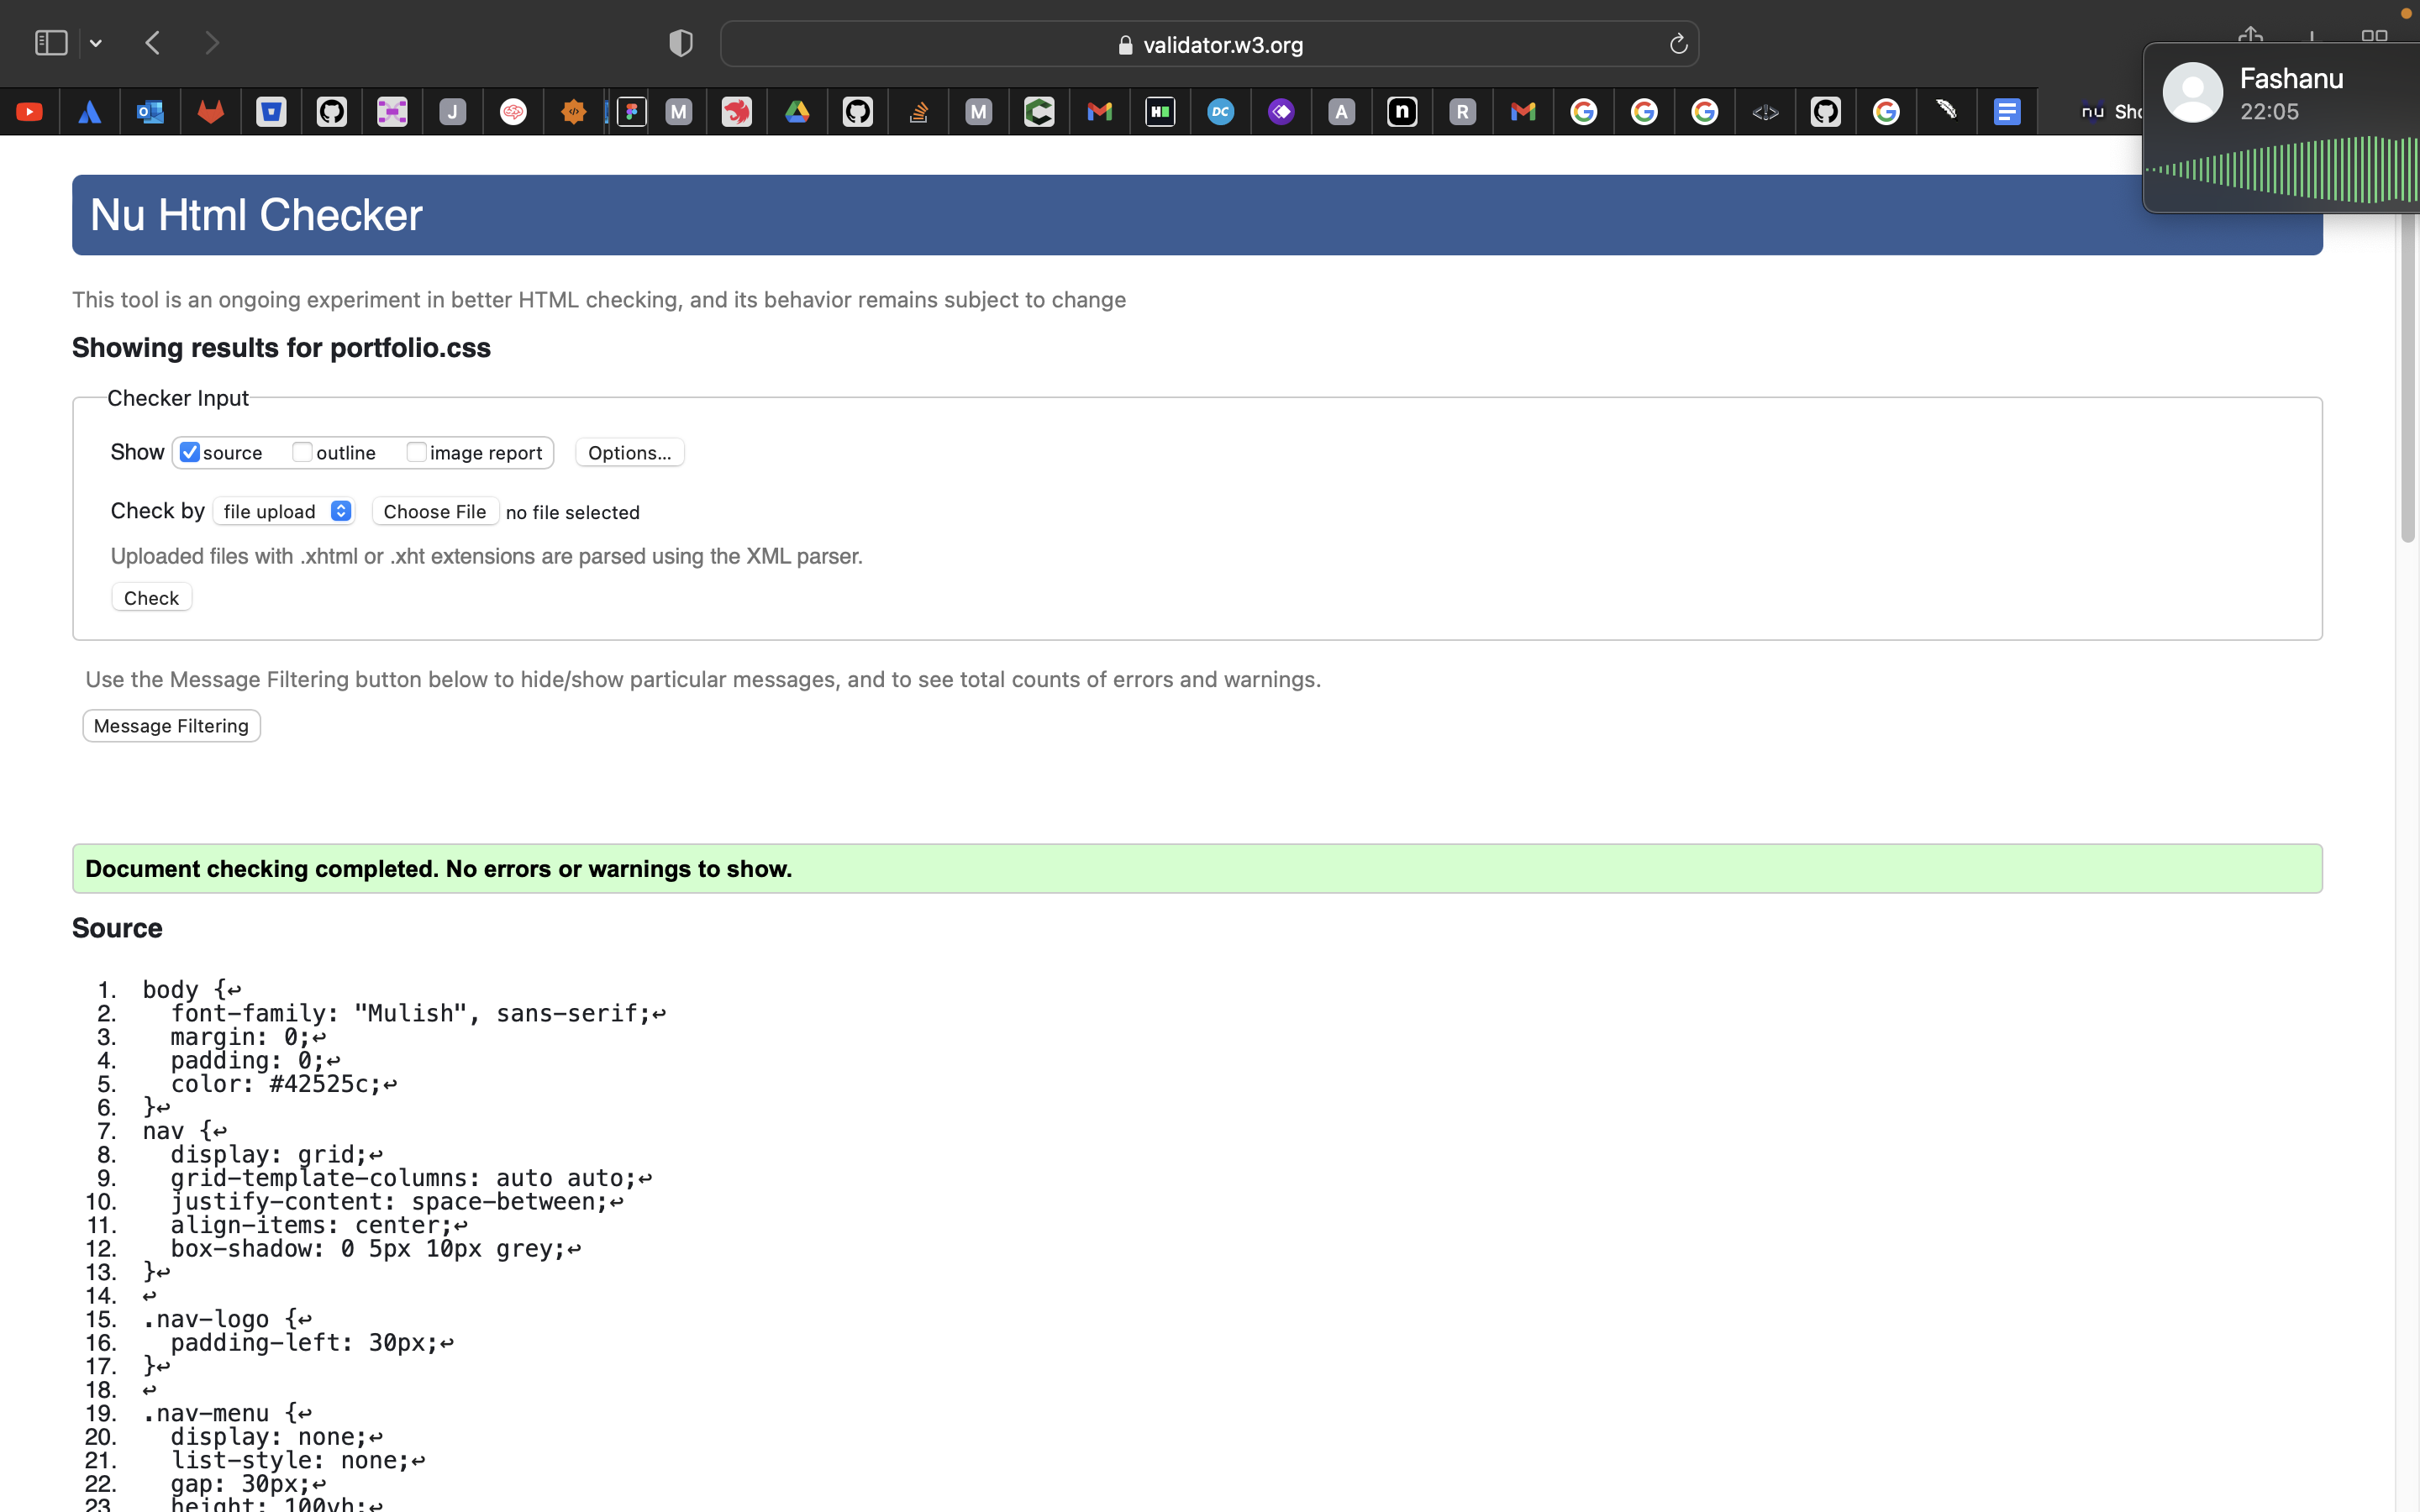 validator.w3.org
Fashanu
22:05
J
M
M
HI
DC
A
n
R
nu Sho
Nu Html Checker
This tool is an ongoing experiment in better HTML checking, and its behavior remains subject to change
Showing results for portfolio.css
Checker Input
Show source outline image report Options...
Check by file upload Choose File no file selected
Uploaded files with .xhtml or .xht extensions are parsed using the XML parser.
Check
Use the Message Filtering button below to hide/show particular messages, and to see total counts of errors and warnings.
Message Filtering
Document checking completed. No errors or warnings to show.
Source
1. body {↩
2. font-family: "Mulish", sans-serif;↩
3. margin: 0;↩
4. padding: 0;↩
5. color: #42525c;↩
6. }↩
7. nav {↩
8. display: grid;↩
9. grid-template-columns: auto auto;↩
10. justify-content: space-between;↩
11. align-items: center;↩
12. box-shadow: 0 5px 10px grey;↩
13. }↩
14. ↩
15. .nav-logo {↩
16. padding-left: 30px;↩
17. }↩
18. ↩
19. .nav-menu {↩
20. display: none;↩
21. list-style: none;↩
22. gap: 30px;↩
23. height: 100vh;↩